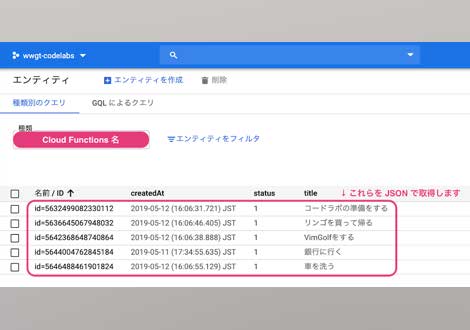 wwgt-codelabs
エンティティ
エンティティを作成
削除
種類別のクエリ
GQL によるクエリ
種類
Cloud Functions 名
エンティティをフィルタ
名前 / ID ↑ createdAt status title ↓ これらを JSON で取得します
id=5632499082330112 2019-05-12 (16:06:31.721) JST 1 コードラボの準備をする
id=5636645067948032 2019-05-12 (16:06:46.405) JST 1 リンゴを買って帰る
id=5642368648740864 2019-05-12 (16:06:38.888) JST 1 VimGolfをする
id=5644004762845184 2019-05-11 (17:34:55.635) JST 1 銀行に行く
id=5646488461901824 2019-05-12 (16:06:55.129) JST 1 車を洗う